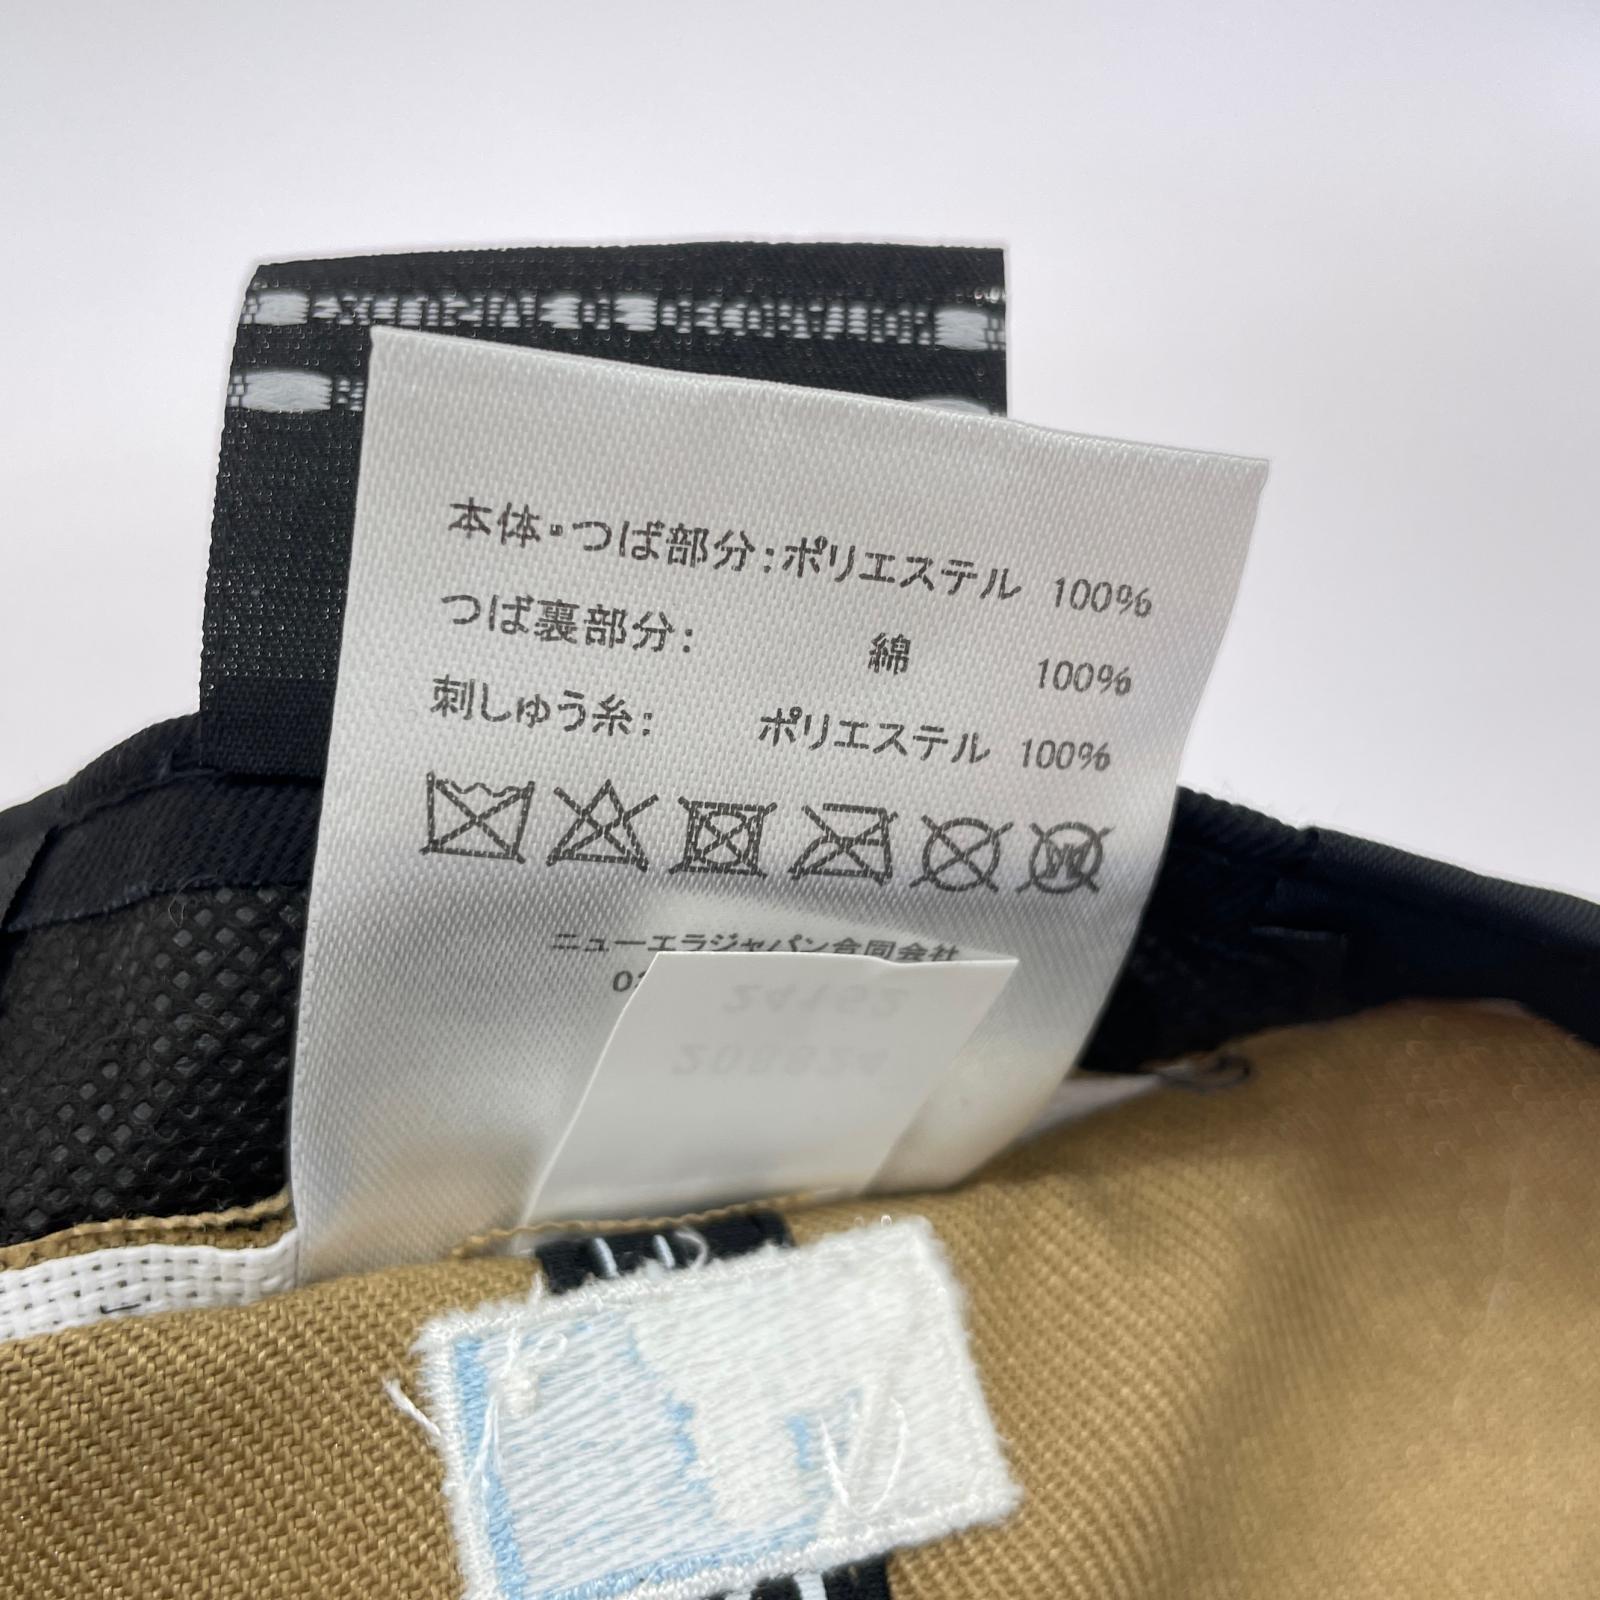 本体・つば部分：ポリエステル 100%
つば裏部分： 綿 100%
刺しゅう糸： ポリエステル 100%
ニューエラジャパン合同会社
24162